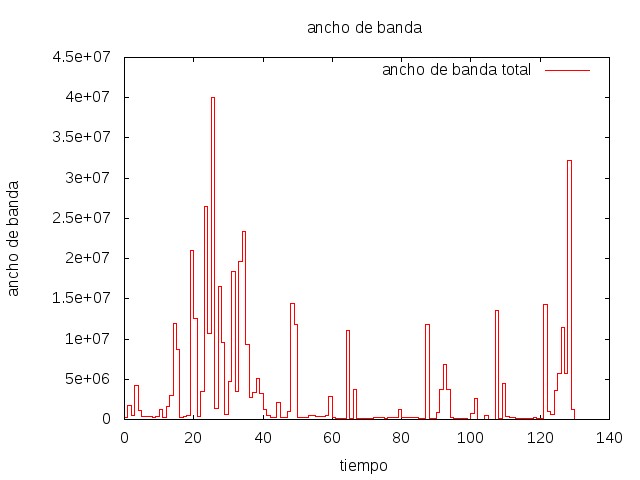 ancho de banda
4.5e+07
4e+07
3.5e+07
3e+07
2.5e+07
2e+07
1.5e+07
1e+07
5e+06
0
ancho de banda
ancho de banda total
0 20 40 60 80 100 120 140
tiempo